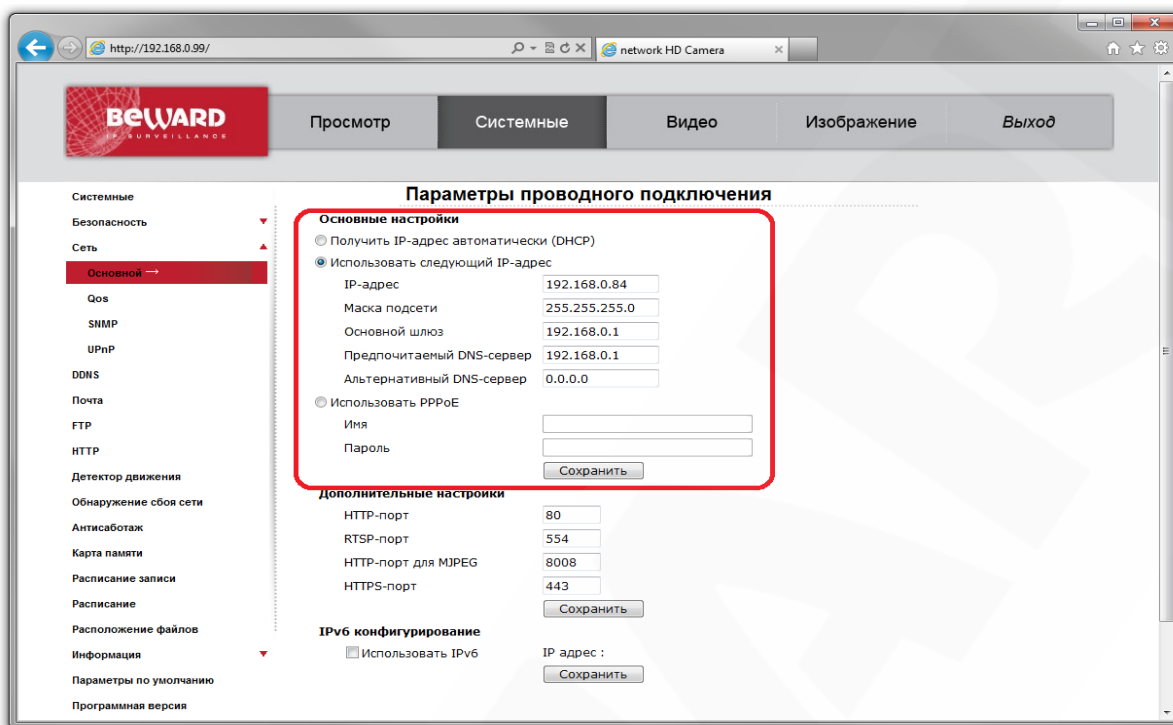 http://192.168.0.99/
network HD Camera
BEWARD
IP SURVEILLANCE
Просмотр
Системные
Видео
Изображение
Выход
Системные
Безопасность
Сеть
Основной →
Qos
SNMP
UPnP
DDNS
Почта
FTP
HTTP
Детектор движения
Обнаружение сбоя сети
Антисаботаж
Карта памяти
Расписание записи
Расписание
Расположение файлов
Информация
Параметры по умолчанию
Программная версия
Параметры проводного подключения
Основные настройки
Получить IP-адрес автоматически (DHCP)
Использовать следующий IP-адрес
IP-адрес 192.168.0.84
Маска подсети 255.255.255.0
Основной шлюз 192.168.0.1
Предпочитаемый DNS-сервер 192.168.0.1
Альтернативный DNS-сервер 0.0.0.0
Использовать PPPoE
Имя
Пароль
Сохранить
Дополнительные настройки
HTTP-порт 80
RTSP-порт 554
HTTP-порт для MJPEG 8008
HTTPS-порт 443
Сохранить
IPv6 конфигурирование
Использовать IPv6 IP адрес :
Сохранить